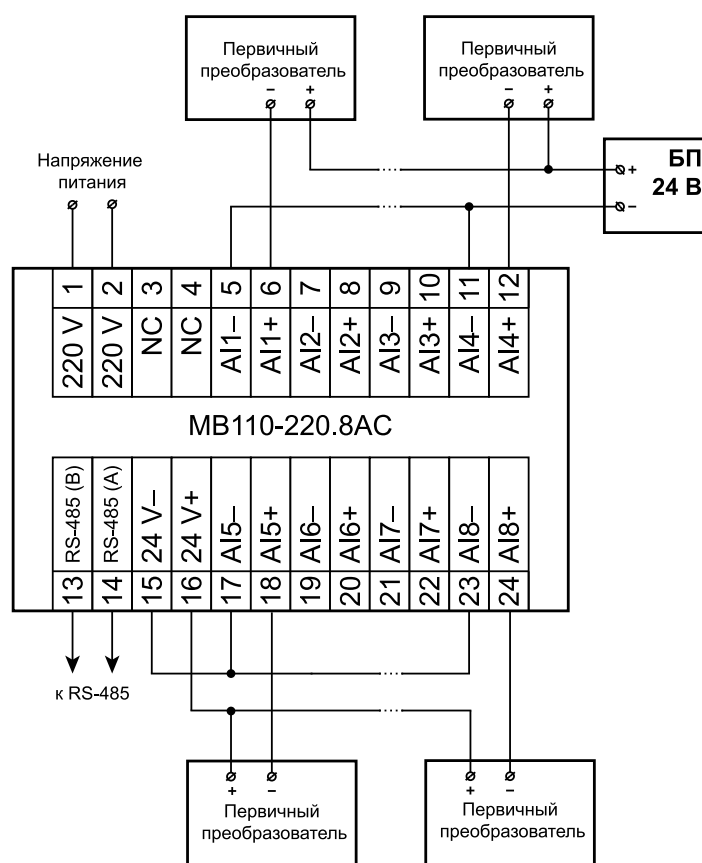 Первичный
преобразователь
− +
Первичный
преобразователь
− +
Напряжение
питания
БП
24 В
+
−
1 2 3 4 5 6 7 8 9 10 11 12
220 V 220 V NC NC AI1− AI1+ AI2− AI2+ AI3− AI3+ AI4− AI4+
МВ110-220.8АС
RS-485 (B) RS-485 (A) 24 V− 24 V+ AI5− AI5+ AI6− AI6+ AI7− AI7+ AI8− AI8+
13 14 15 16 17 18 19 20 21 22 23 24
к RS-485
+ −
Первичный
преобразователь
+ −
Первичный
преобразователь